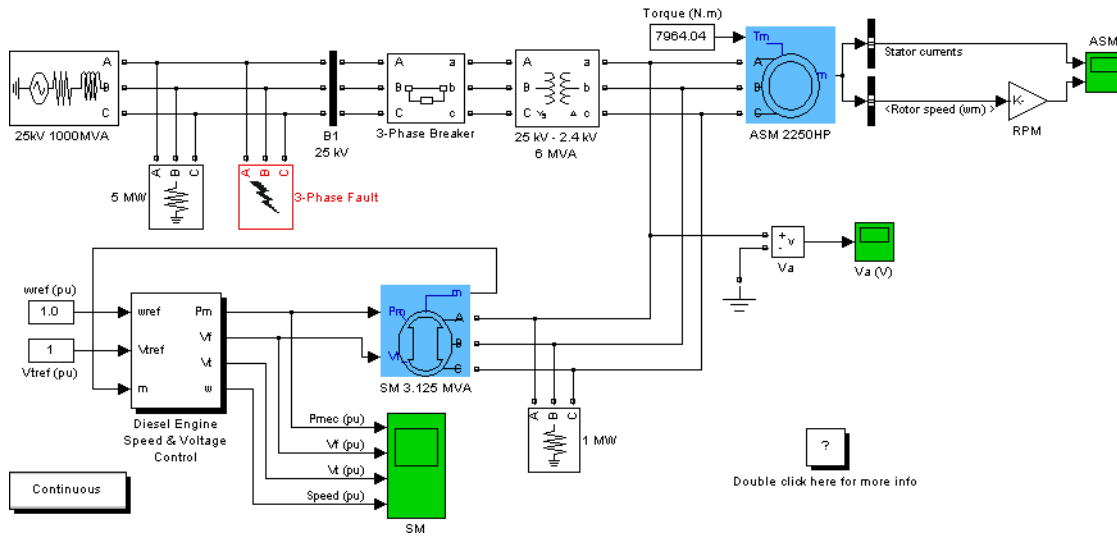 Torque (N.m)
7964.04
Tm
A
B
C
m
ASM 2250HP
Stator currents
<Rotor speed (wm) >
K-
RPM
ASM
A
B
C
25kV 1000MVA
B1
25 kV
A a
B b
C c
3-Phase Breaker
A a
B b
C Yg Δ c
25 kV - 2.4 kV
6 MVA
A B C
5 MW
A B C
3-Phase Fault
+
-
v
Va
Va (V)
wref (pu)
1.0
1
Vtref (pu)
wref
Vtref
m
Pm
Vf
Vt
w
Diesel Engine
Speed & Voltage
Control
Pm
Vf
m
A
B
C
SM 3.125 MVA
A B C
1 MW
Pmec (pu)
Vf (pu)
Vt (pu)
Speed (pu)
SM
Continuous
?
Double click here for more info